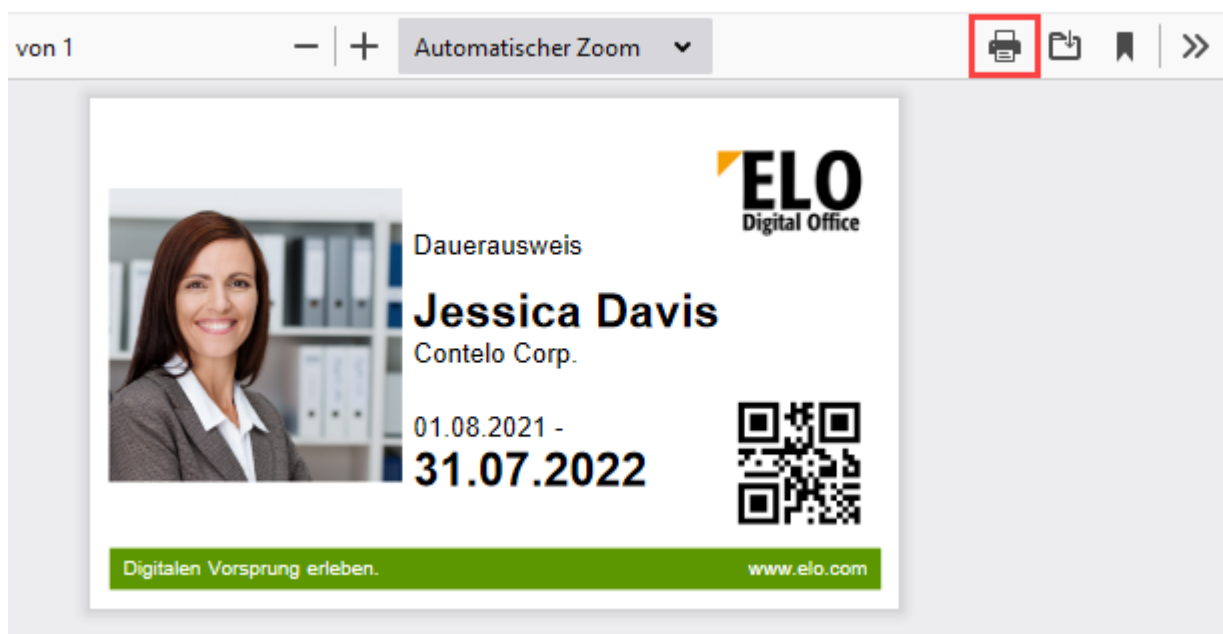 von 1
Automatischer Zoom
ELO
Digital Office
Dauerausweis
Jessica Davis
Contelo Corp.
01.08.2021 -
31.07.2022
Digitalen Vorsprung erleben.
www.elo.com